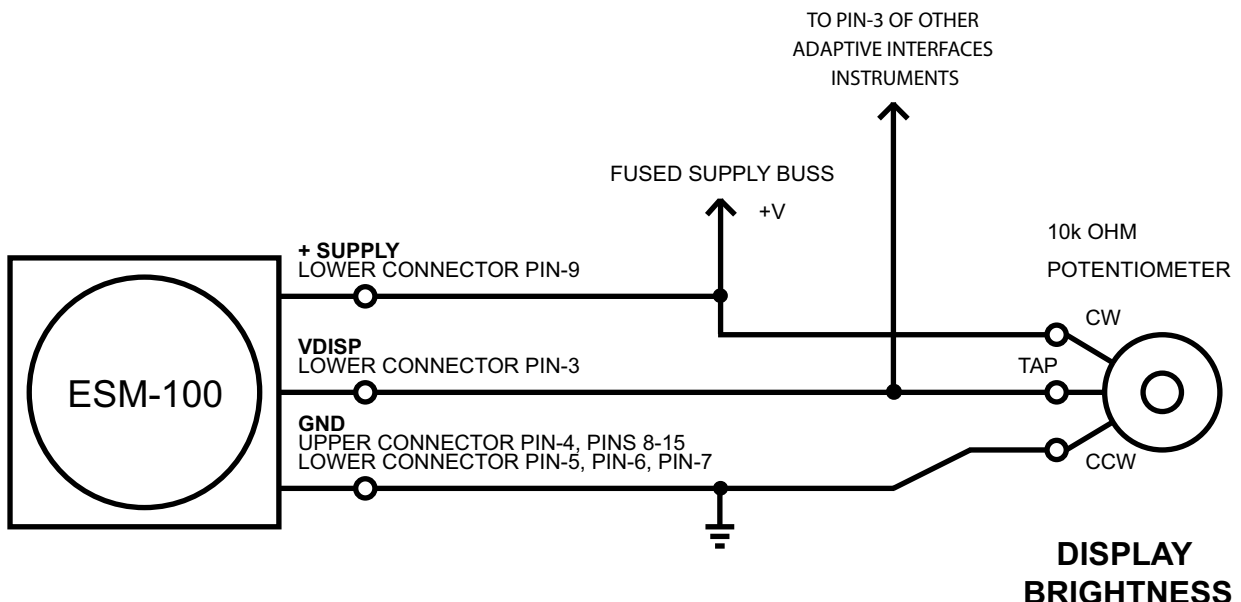 TO PIN-3 OF OTHER
ADAPTIVE INTERFACES
INSTRUMENTS
FUSED SUPPLY BUSS
+V
10k OHM
POTENTIOMETER
+ SUPPLY
LOWER CONNECTOR PIN-9
CW
VDISP
LOWER CONNECTOR PIN-3
TAP
ESM-100
GND
UPPER CONNECTOR PIN-4, PINS 8-15
LOWER CONNECTOR PIN-5, PIN-6, PIN-7
CCW
DISPLAY
BRIGHTNESS